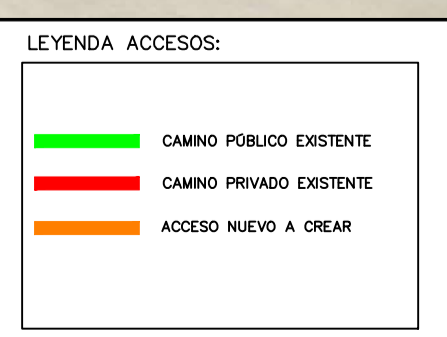 LEYENDA ACCESOS:
CAMINO PÚBLICO EXISTENTE
CAMINO PRIVADO EXISTENTE
ACCESO NUEVO A CREAR